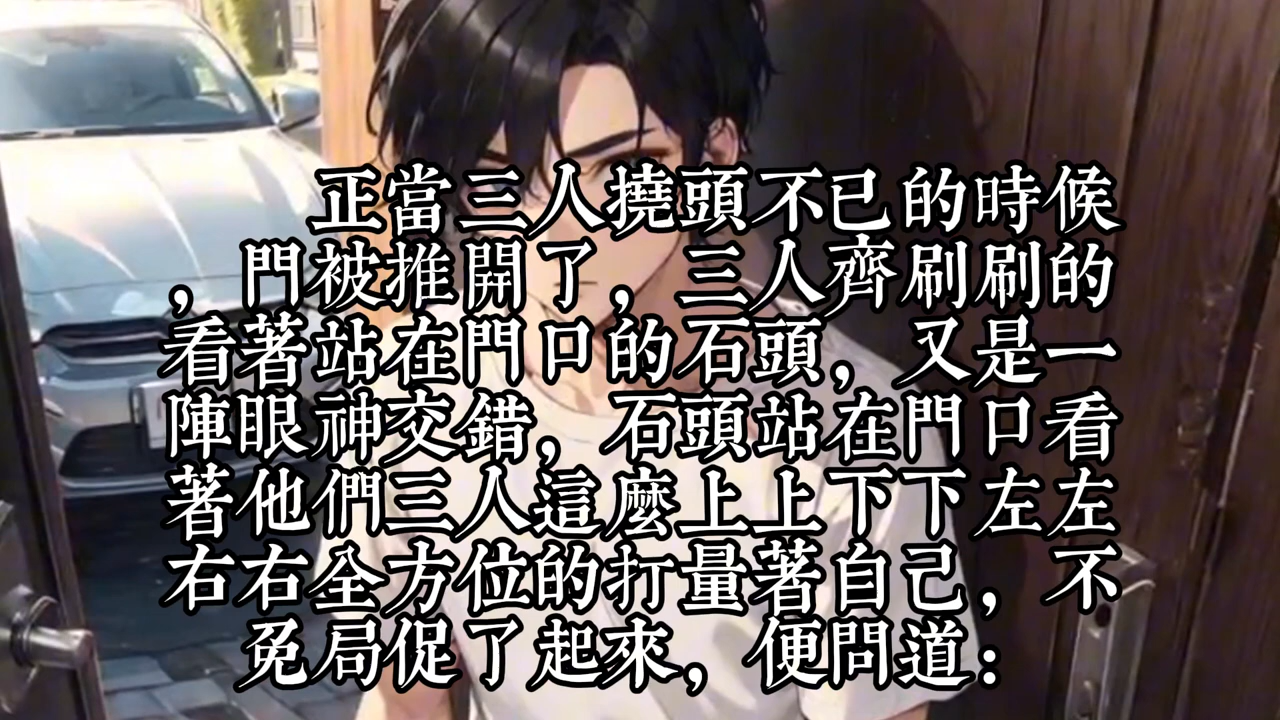 正當三人撓頭不已的時候
，門被推開了，三人齊刷刷的
看著站在門口的石頭，又是一
陣眼神交錯，石頭站在門口看
著他們三人這麼上上下下左左
右右全方位的打量著自己，不
免局促了起來，便問道：